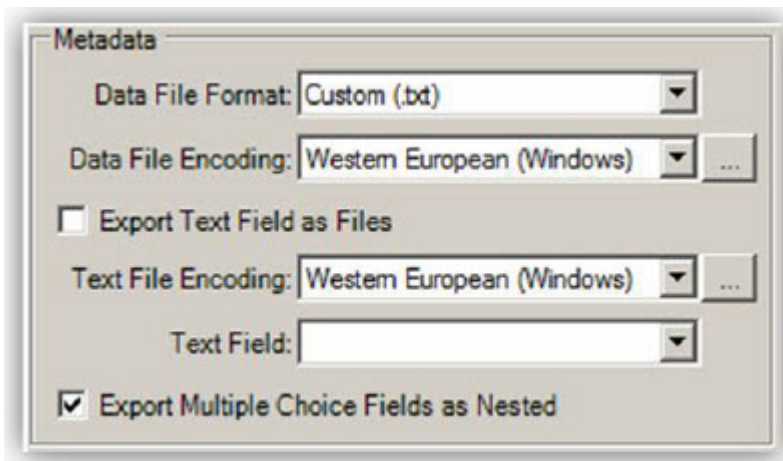 Metadata
Data File Format: Custom (.txt)
Data File Encoding: Western European (Windows) ...
Export Text Field as Files
Text File Encoding: Western European (Windows) ...
Text Field:
Export Multiple Choice Fields as Nested